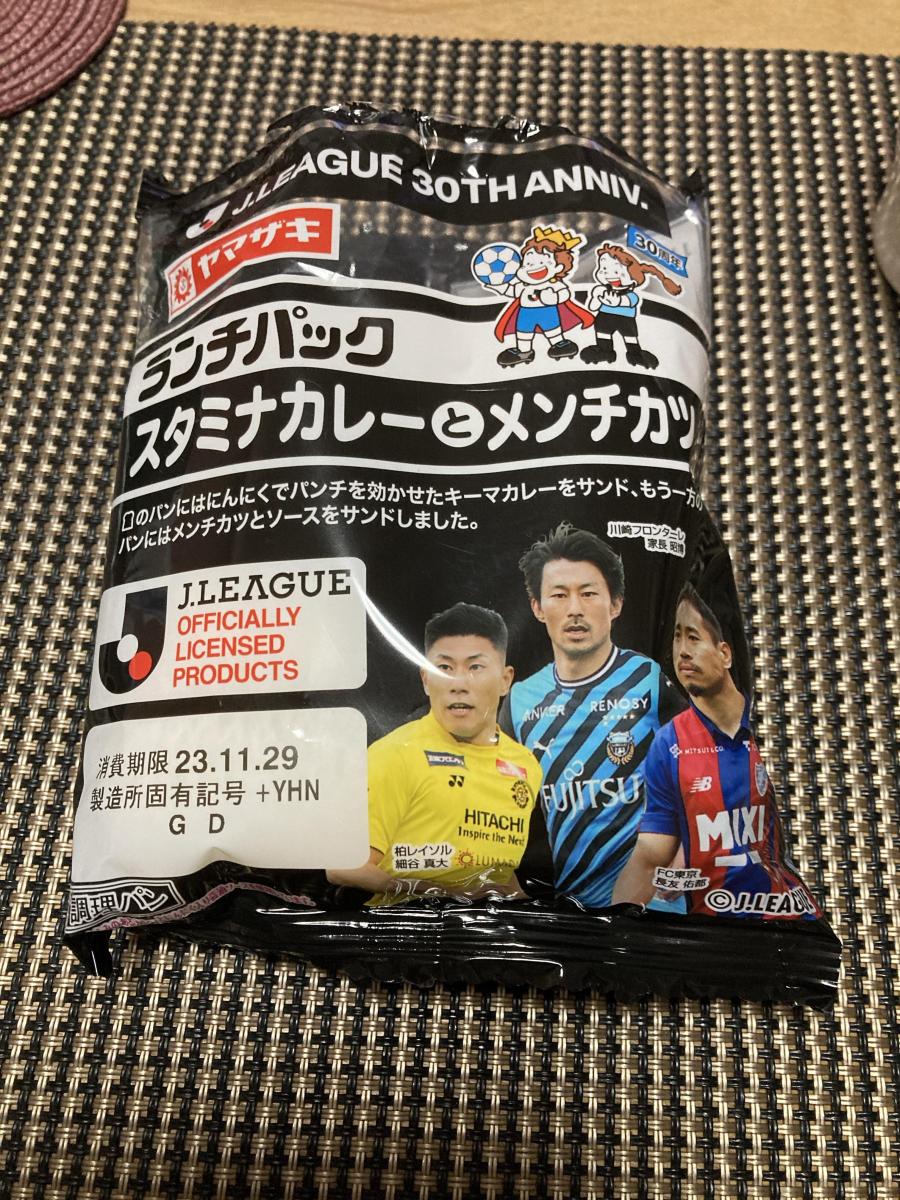 J.LEAGUE 30TH ANNIV.
ヤマザキ
30周年
ランチパック
スタミナカレーとメンチカツ
口のパンにはにんにくでパンチを効かせたキーマカレーをサンド、もう一方の
パンにはメンチカツとソースをサンドしました。
川崎フロンターレ
家長 昭博
J.LEAGUE
OFFICIALLY
LICENSED
PRODUCTS
ANKER RENOSY
FUJITSU
MITSUI & CO.
NB
MIXI
HITACHI
Inspire the Next
LUMINE
消費期限 23.11.29
製造所固有記号 +YHN
G D
柏レイソル
細谷 真大
FC東京
長友 佑都
©J.LEAGUE
調理パン